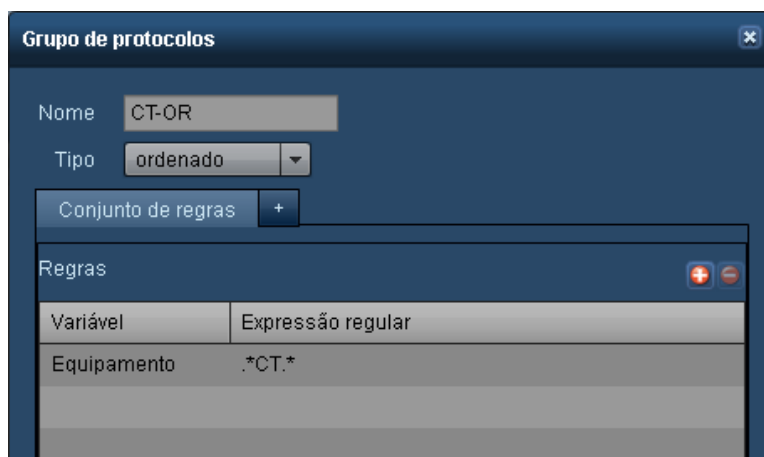 Grupo de protocolos
Nome CT-OR
Tipo ordenado
Conjunto de regras +
Regras
Variável Expressão regular
Equipamento .*CT.*